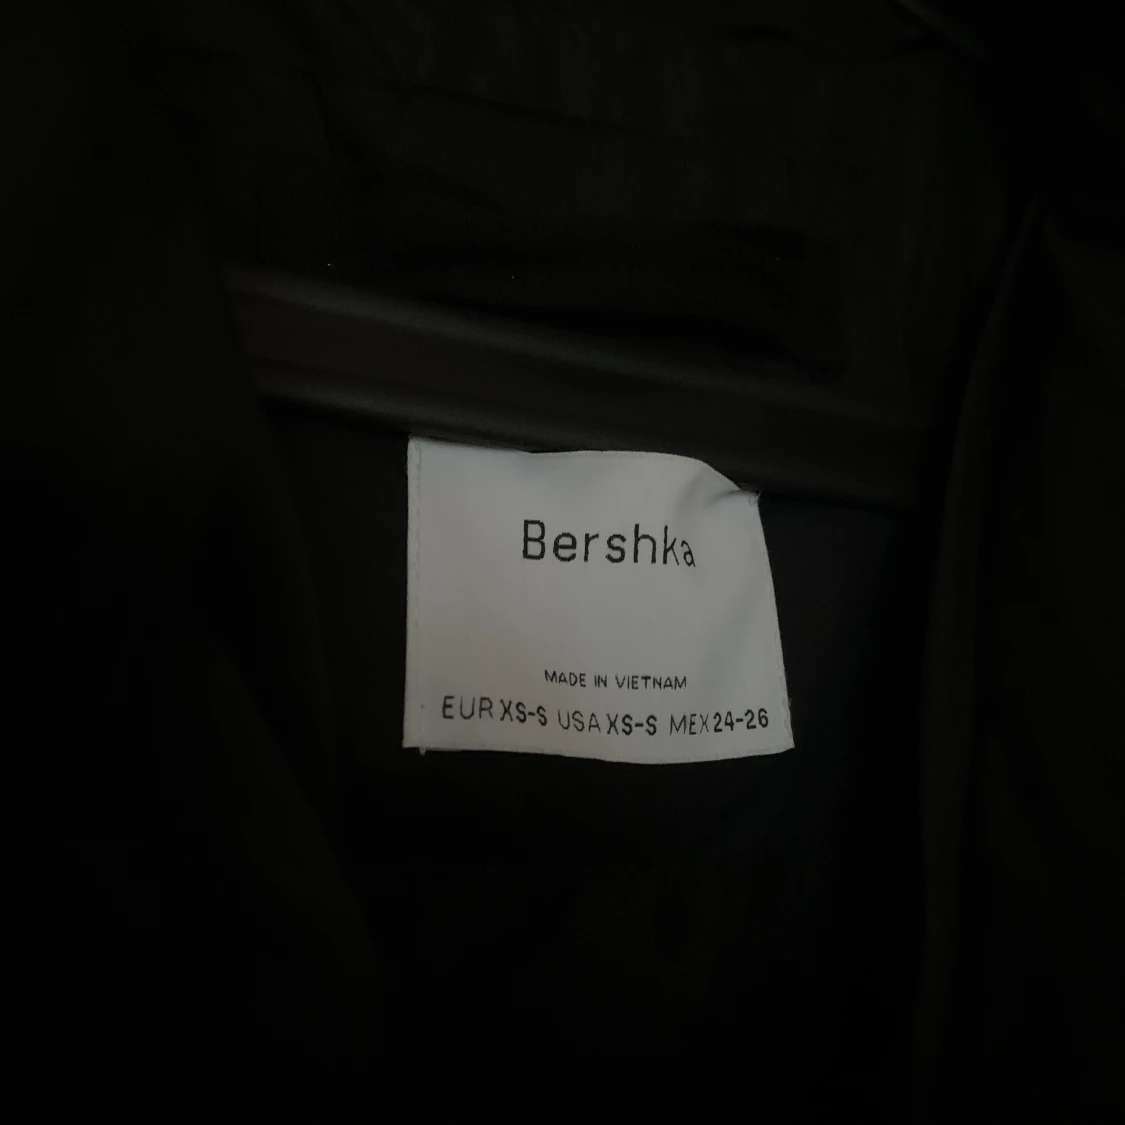 Bershka
MADE IN VIETNAM
EUR XS-S USA XS-S MEX 24-26